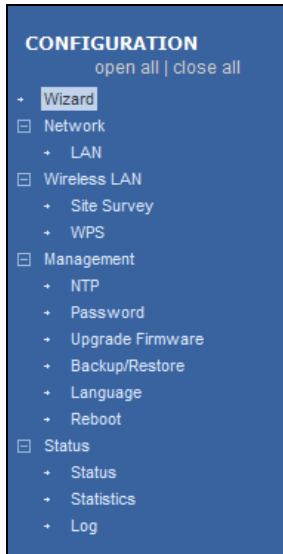 CONFIGURATION
open all | close all
Wizard
Network
LAN
Wireless LAN
Site Survey
WPS
Management
NTP
Password
Upgrade Firmware
Backup/Restore
Language
Reboot
Status
Status
Statistics
Log